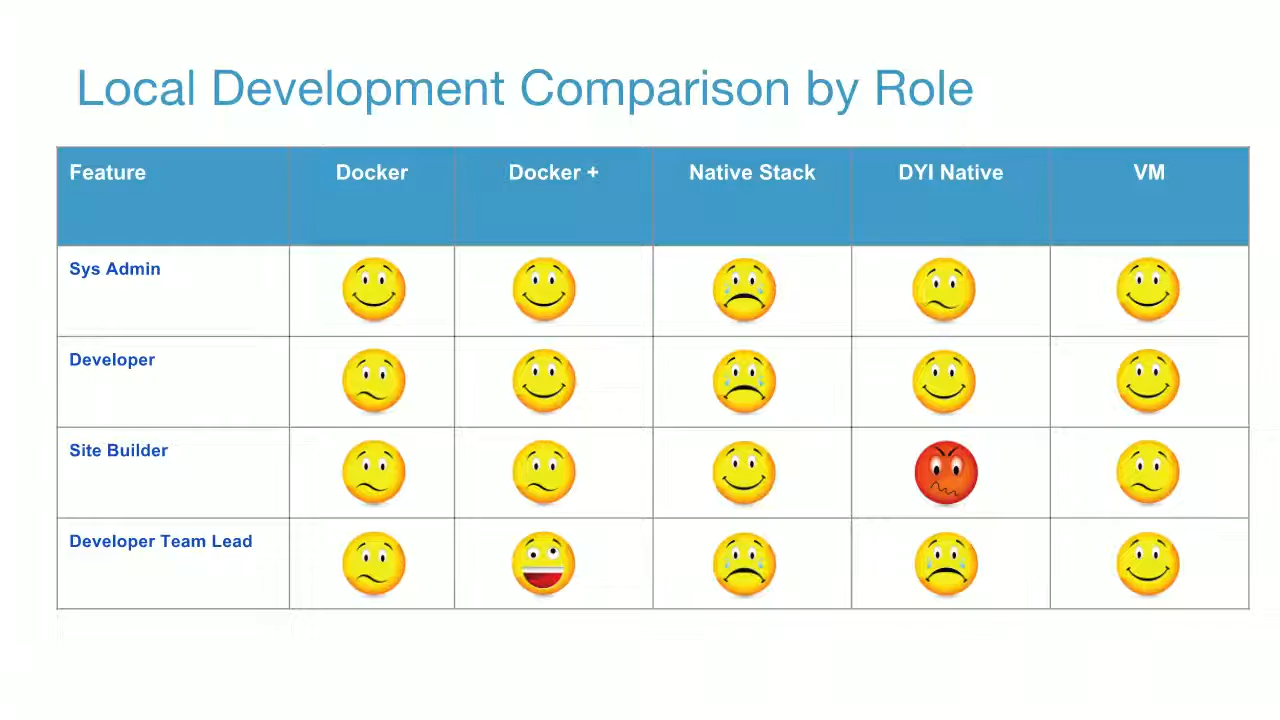 Local Development Comparison by Role
Feature Docker Docker + Native Stack DYI Native VM
Sys Admin
Developer
Site Builder
Developer Team Lead